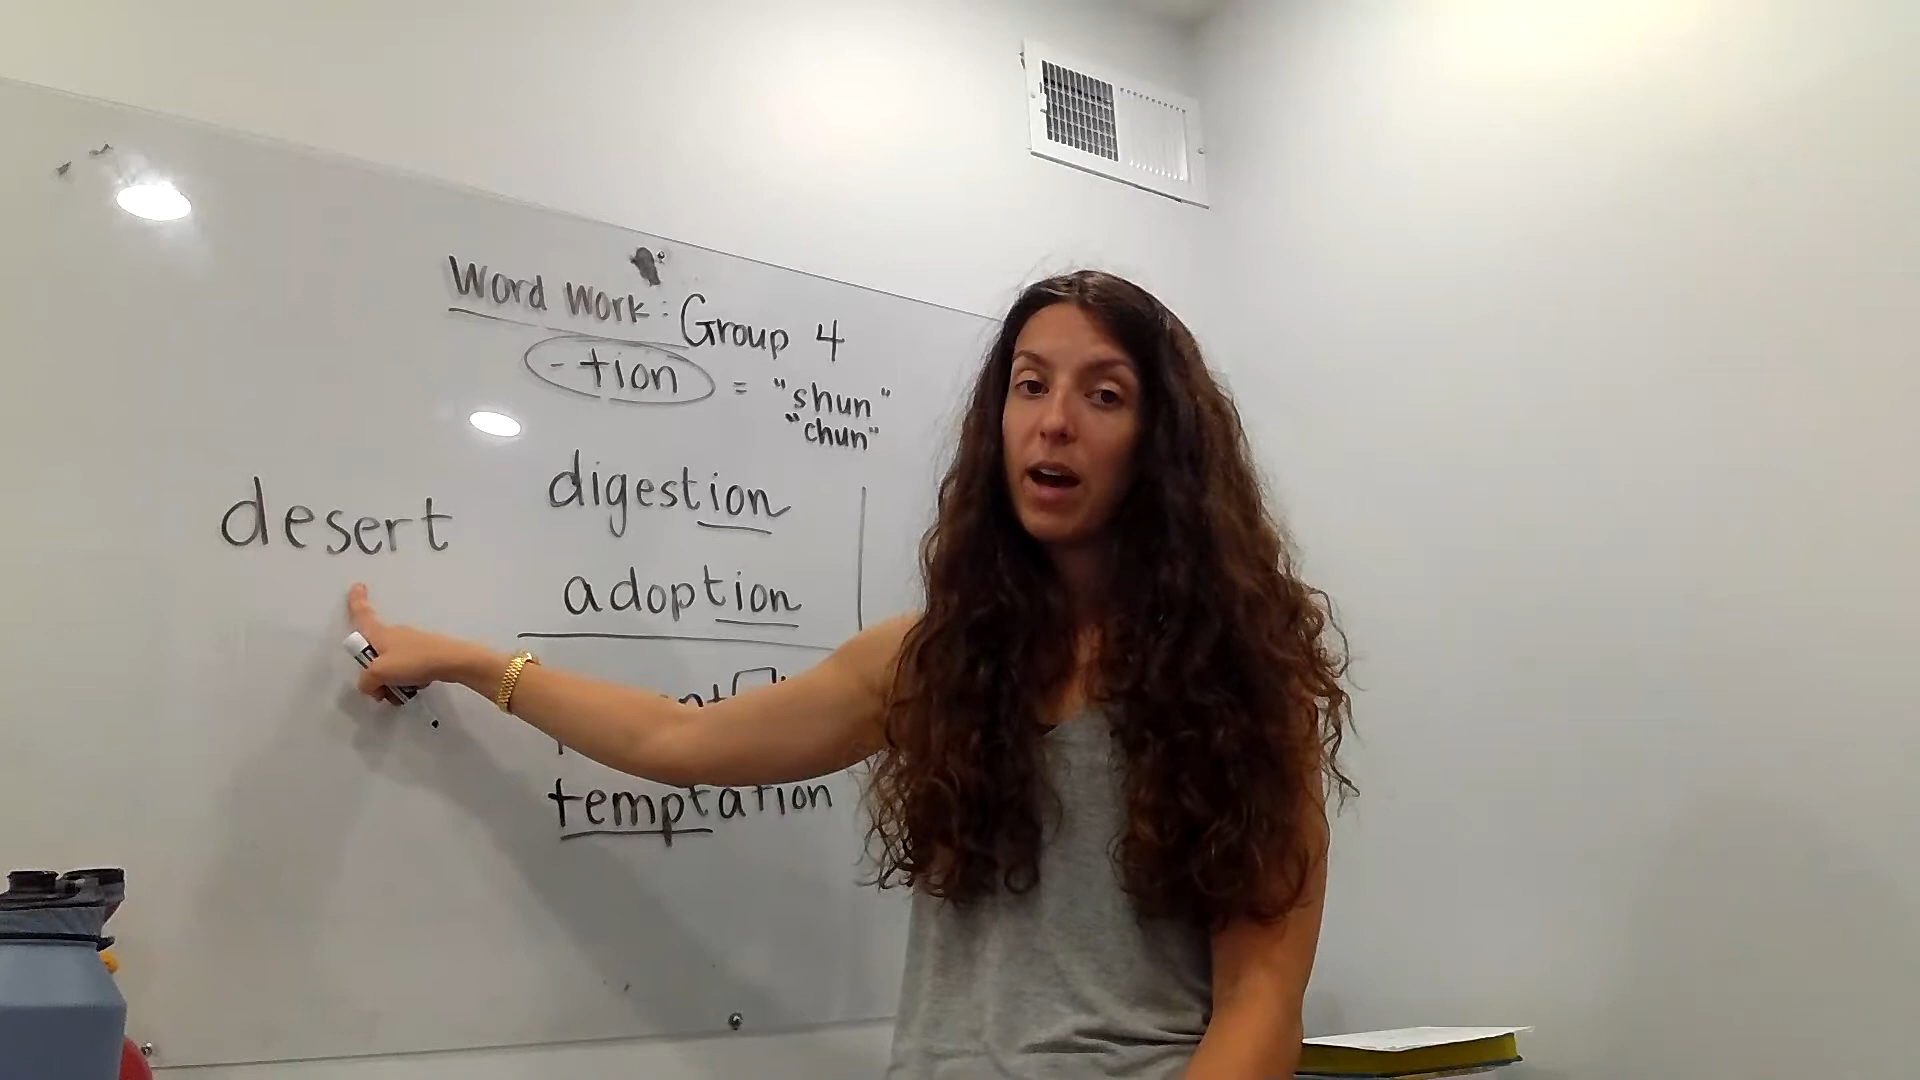 Word Work: Group 4
-tion = "shun"
"chun"
desert
digestion
adoption
temptation